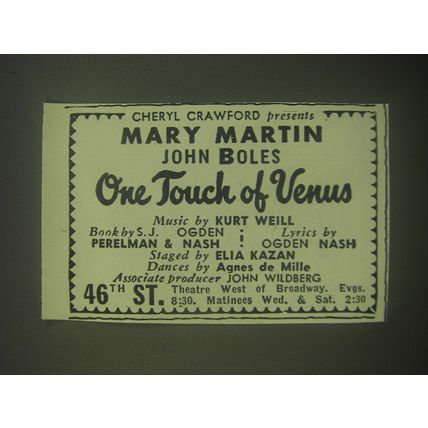 CHERYL CRAWFORD presents
MARY MARTIN
JOHN BOLES
One Touch of Venus
Music by KURT WEILL
Book by S.J. OGDEN : Lyrics by
PERELMAN & NASH : OGDEN NASH
Staged by ELIA KAZAN
Dances by Agnes de Mille
Associate producer JOHN WILDBERG
46TH ST. Theatre West of Broadway. Evgs.
8:30. Matinees Wed. & Sat. 2:30